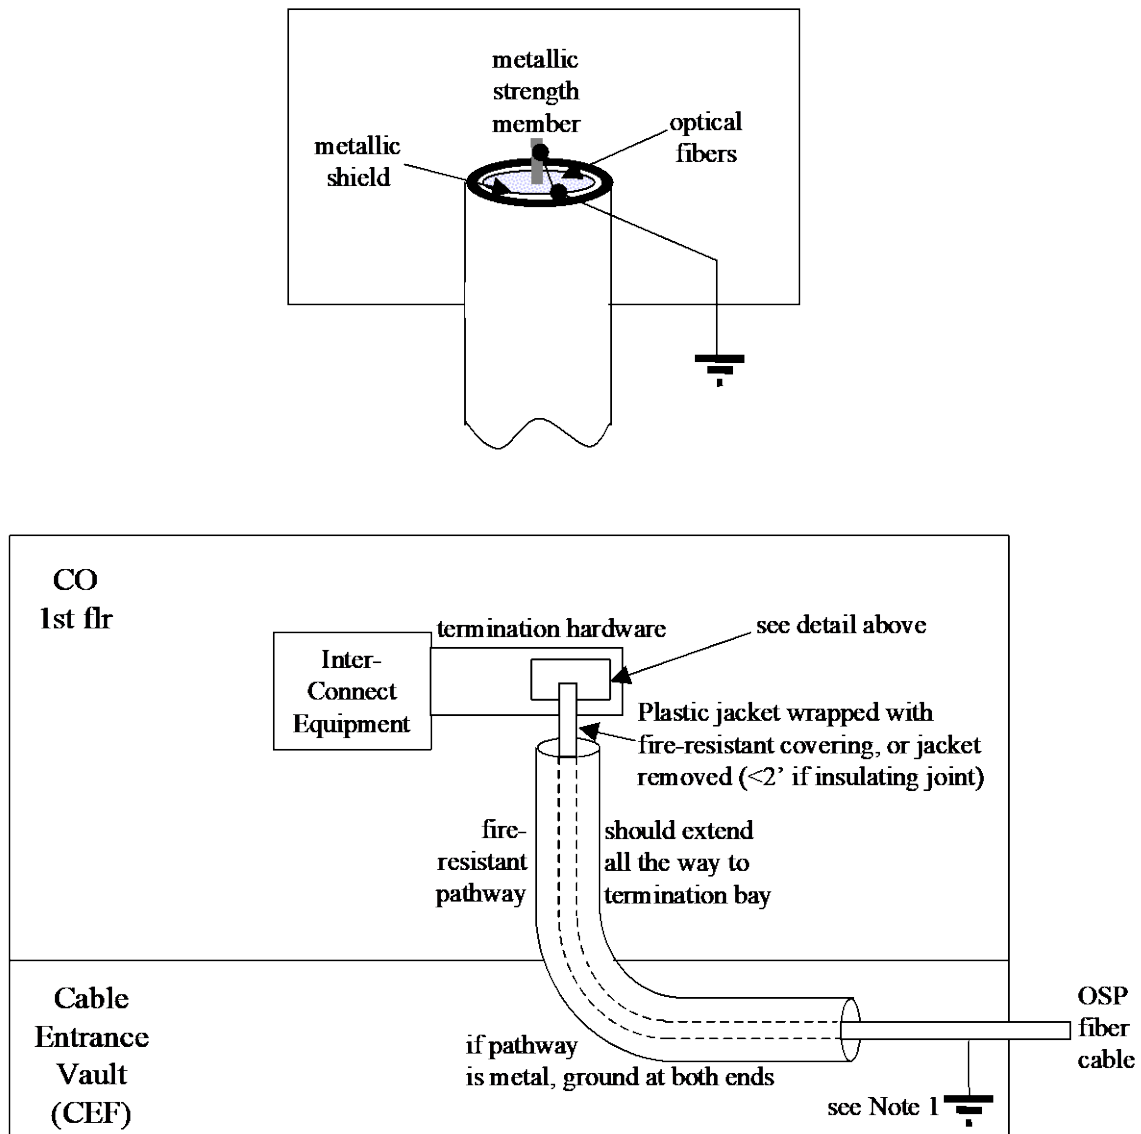 metallic
strength
member
optical
fibers
metallic
shield
CO
1st flr
termination hardware
see detail above
Inter-
Connect
Equipment
Plastic jacket wrapped with
fire-resistant covering, or jacket
removed (<2' if insulating joint)
fire-
resistant
pathway
should extend
all the way to
termination bay
Cable
Entrance
Vault
(CEF)
OSP
fiber
cable
if pathway
is metal, ground at both ends
see Note 1